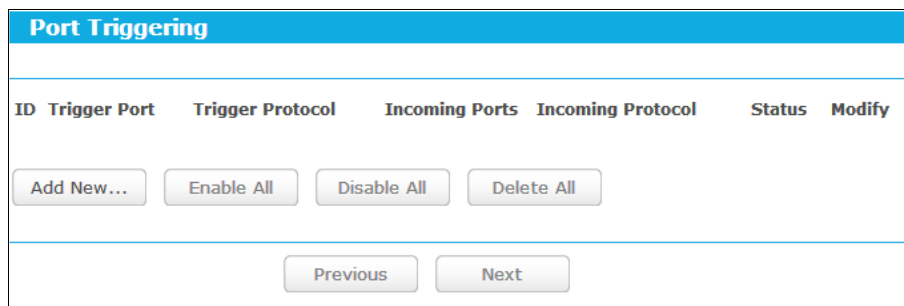 Port Triggering
ID Trigger Port Trigger Protocol Incoming Ports Incoming Protocol Status Modify
Add New... Enable All Disable All Delete All
Previous Next